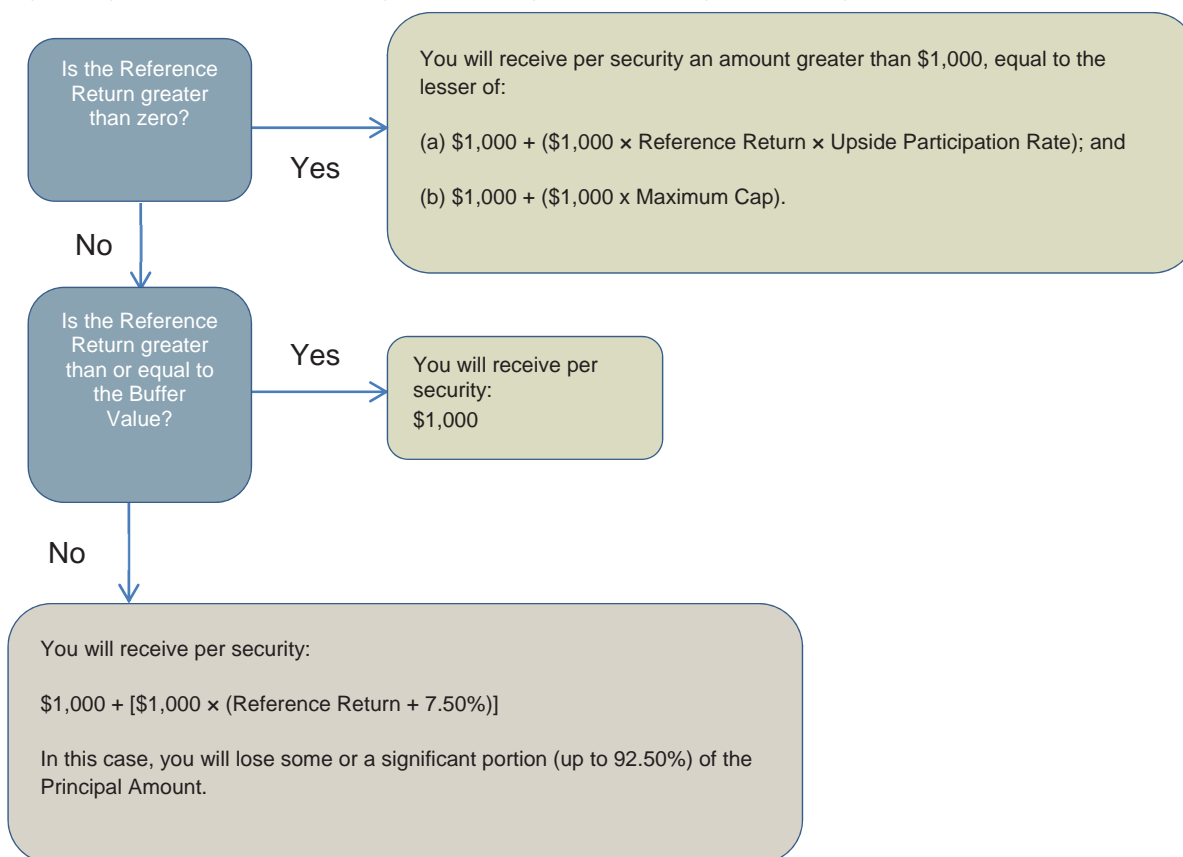 Is the Reference
Return greater
than zero?
Yes
You will receive per security an amount greater than $1,000, equal to the
lesser of:
(a) $1,000 + ($1,000 × Reference Return × Upside Participation Rate); and
(b) $1,000 + ($1,000 x Maximum Cap).
No
Is the Reference
Return greater
than or equal to
the Buffer
Value?
Yes
You will receive per
security:
$1,000
No
You will receive per security:
$1,000 + [$1,000 × (Reference Return + 7.50%)]
In this case, you will lose some or a significant portion (up to 92.50%) of the
Principal Amount.